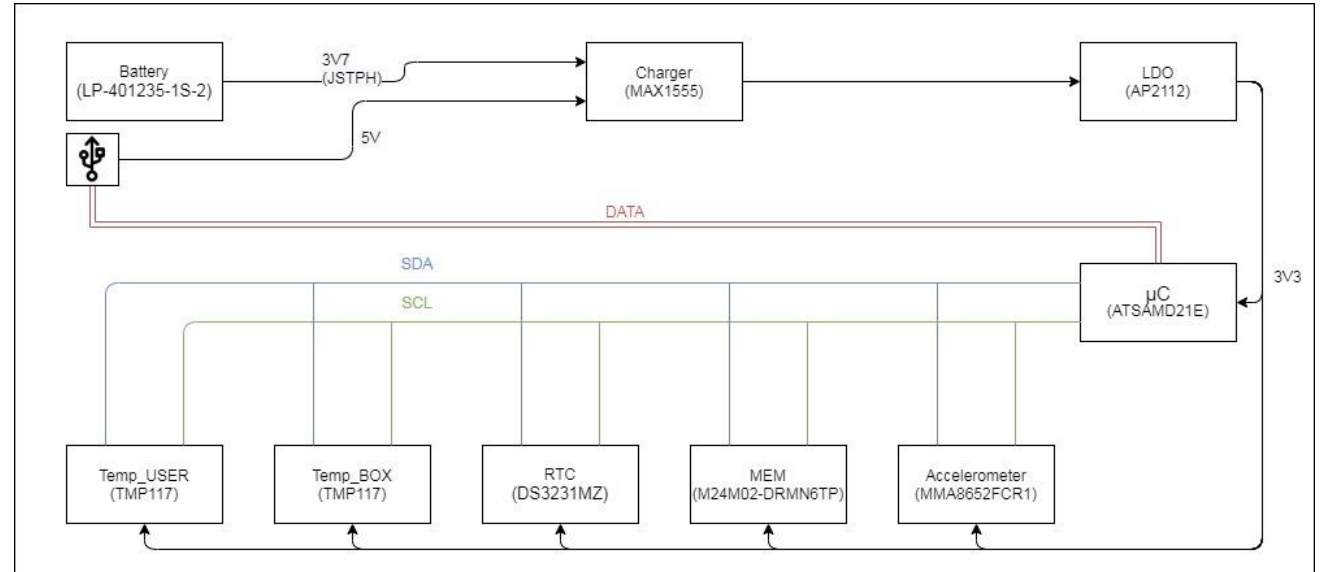 Battery
(LP-401235-1S-2)
3V7
(JSTPH)
Charger
(MAX1555)
LDO
(AP2112)
5V
DATA
SDA
SCL
µC
(ATSAMD21E)
3V3
Temp_USER
(TMP117)
Temp_BOX
(TMP117)
RTC
(DS3231MZ)
MEM
(M24M02-DRMN6TP)
Accelerometer
(MMA8652FCR1)